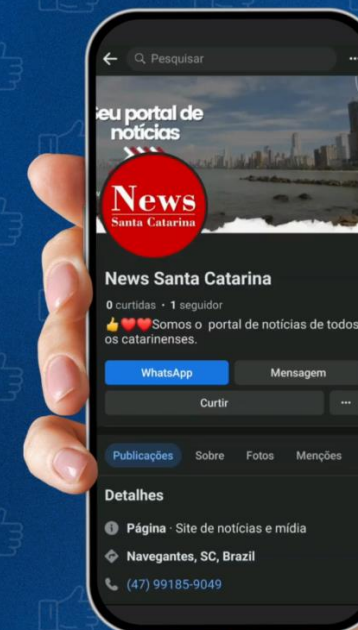 Pesquisar
Seu portal de
notícias
News
Santa Catarina
News Santa Catarina
0 curtidas · 1 seguidor
👍❤️❤️Somos o portal de notícias de todos
os catarinenses.
WhatsApp
Mensagem
Curtir
Publicações
Sobre
Fotos
Menções
Detalhes
Página · Site de notícias e mídia
Navegantes, SC, Brazil
(47) 99185-9049